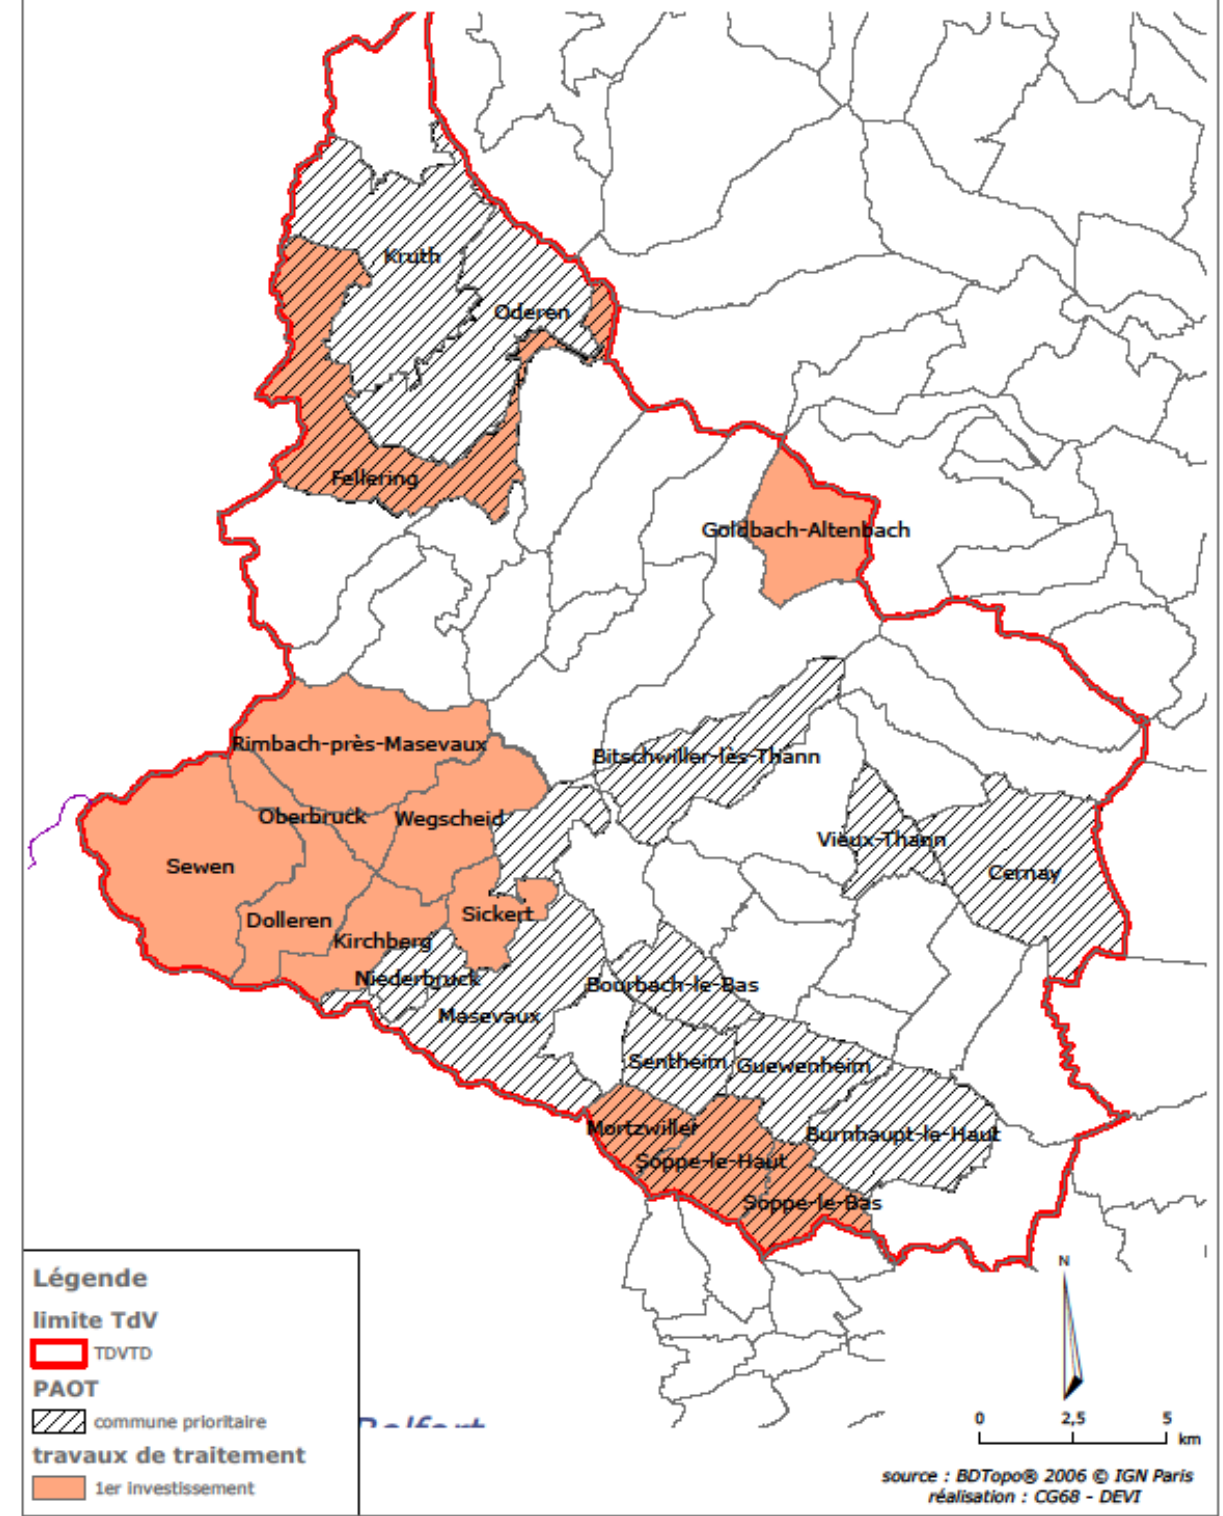 Kruth
Oderen
Fellering
Goldbach-Altenbach
Rimbach-près-Masevaux
Bitschwiller-lès-Thann
Oberbruck
Wegscheid
Vieux-Thann
Sewen
Cernay
Dolleren
Sickert
Kirchberg
Niederbruck
Bourbach-le-Bas
Masevaux
Sentheim
Guewenheim
Mortzwiller
Burnhaupt-le-Haut
Soppe-le-Haut
Soppe-le-Bas
Légende
limite TdV
TDVTD
PAOT
commune prioritaire
travaux de traitement
1er investissement
Belfort
N
0 2,5 5
km
source : BDTopo® 2006 © IGN Paris
réalisation : CG68 - DEVI